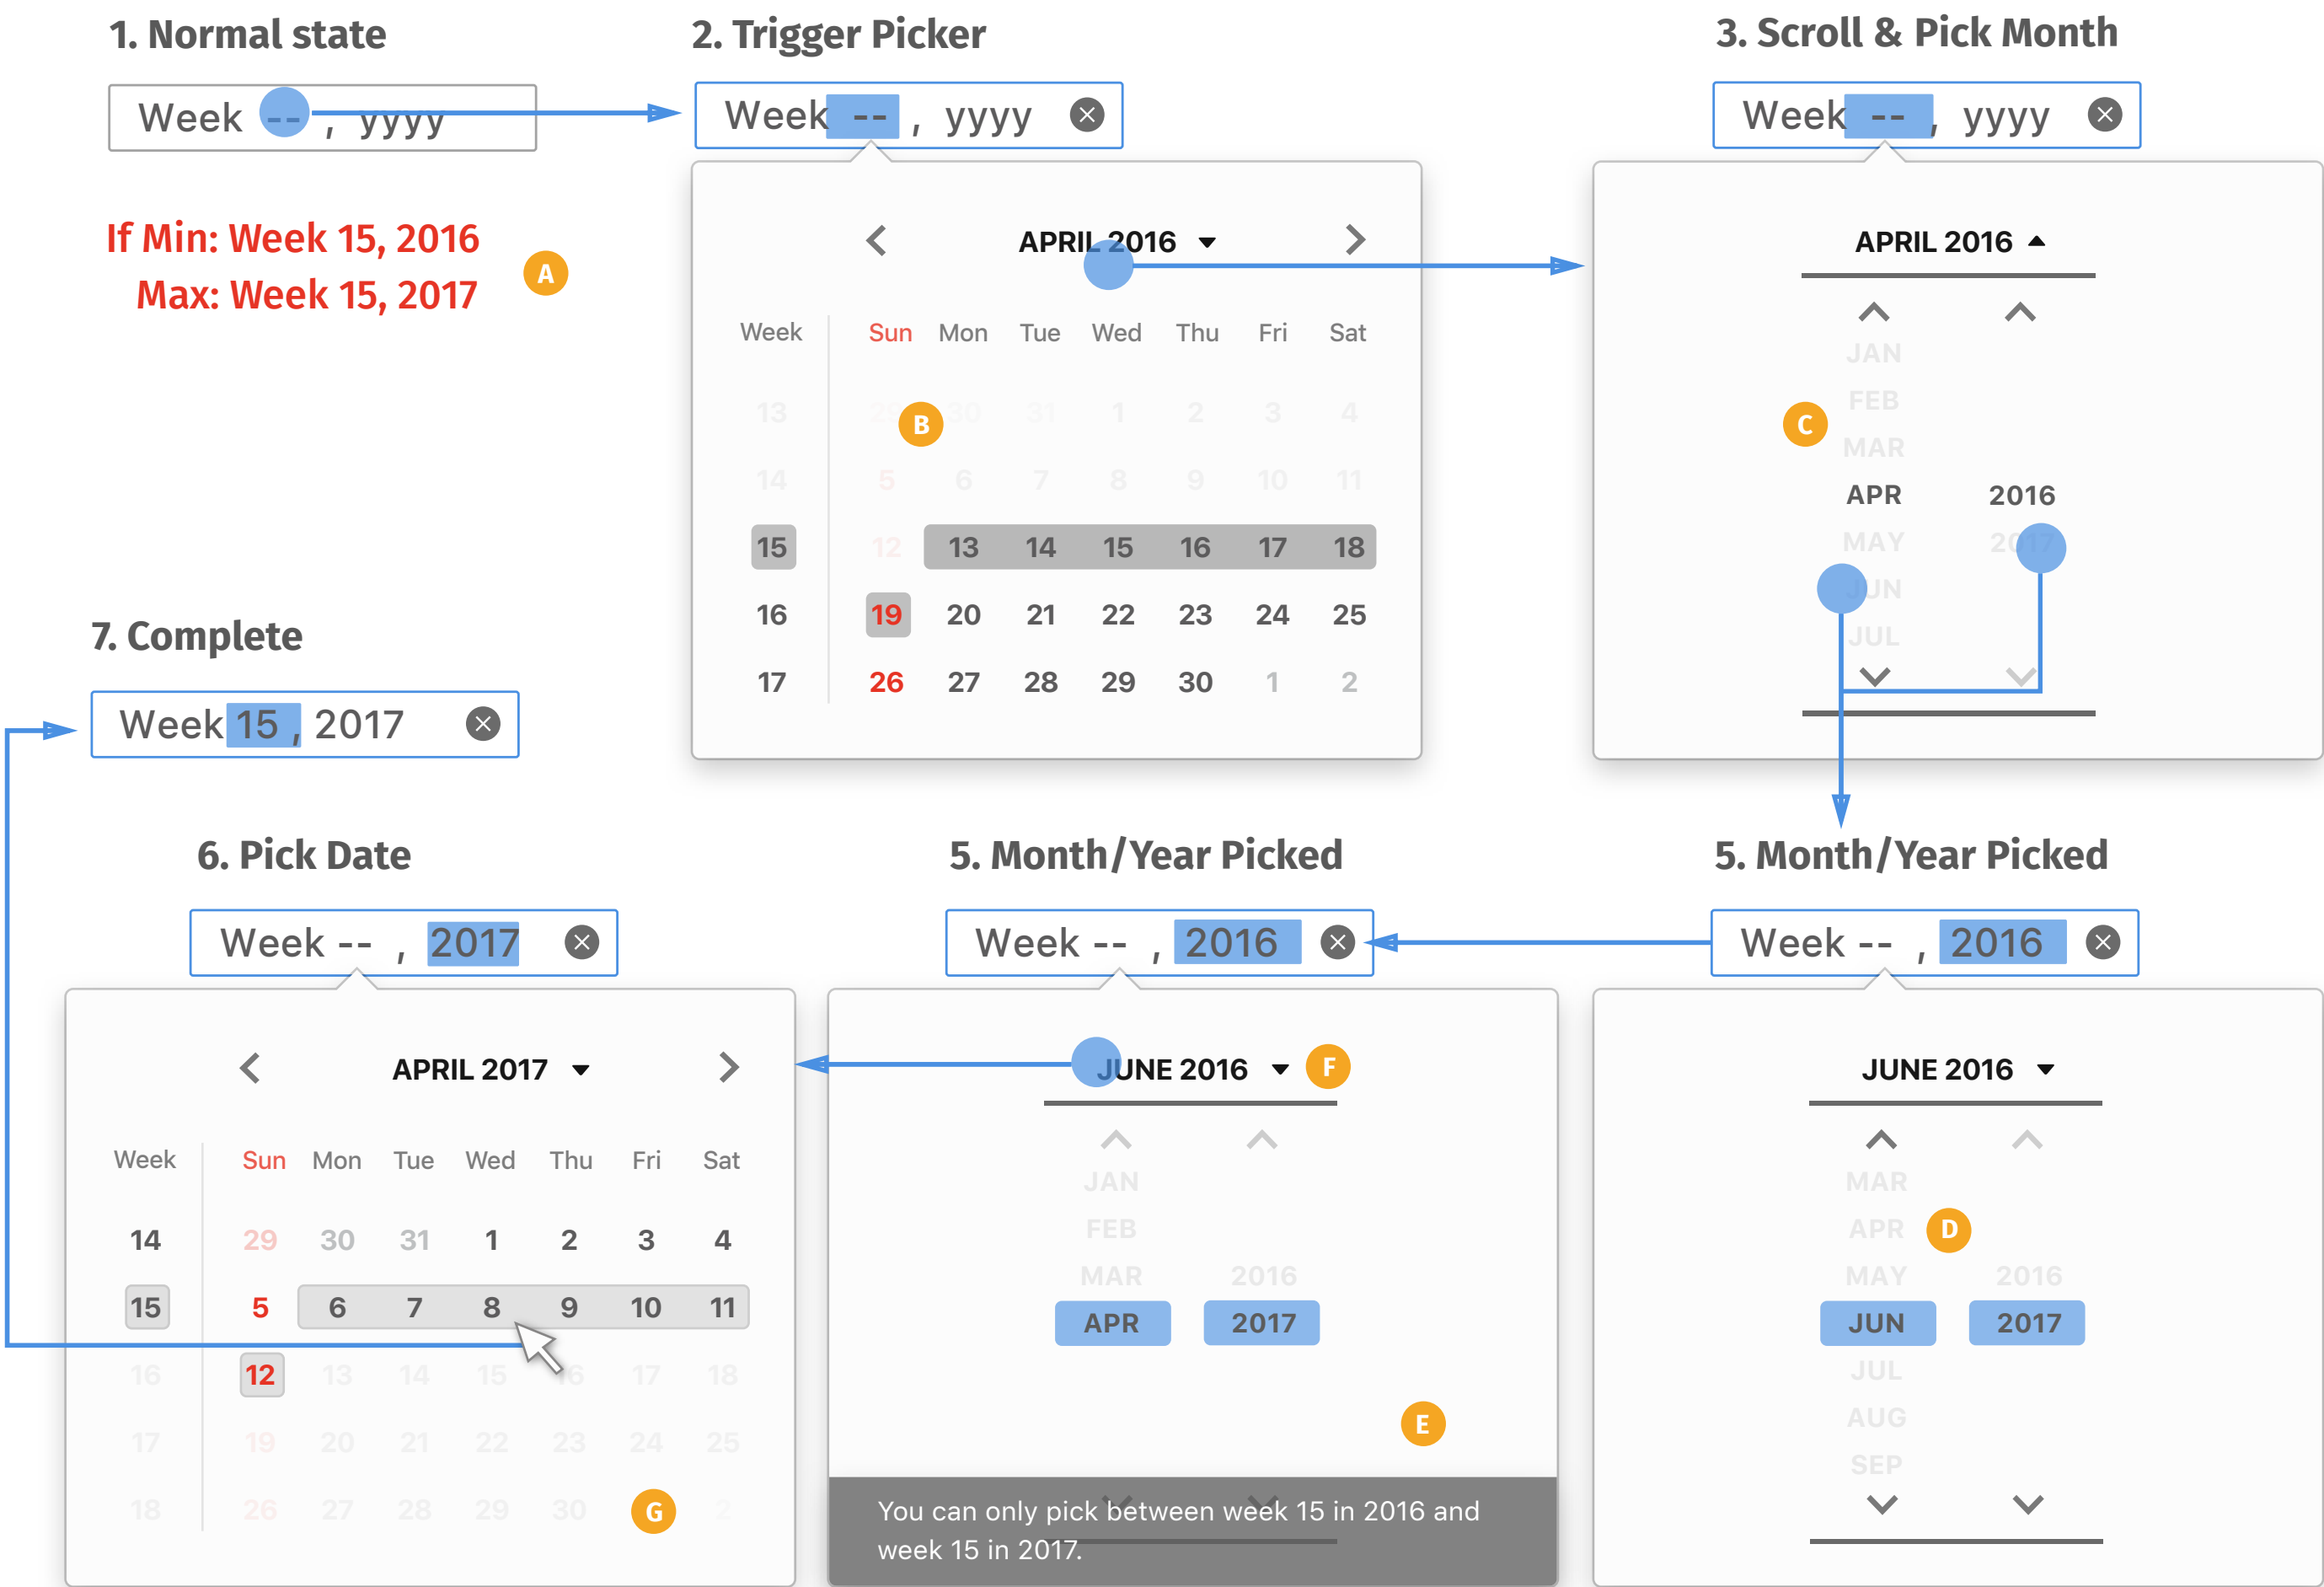 1. Normal state
Week -- , yyyy
If Min: Week 15, 2016
Max: Week 15, 2017
A
2. Trigger Picker
Week -- , yyyy
APRIL 2016
Week Sun Mon Tue Wed Thu Fri Sat
13 29 30 31 1 2 3 4
B
14 5 6 7 8 9 10 11
15 12 13 14 15 16 17 18
16 19 20 21 22 23 24 25
17 26 27 28 29 30 1 2
3. Scroll & Pick Month
Week -- , yyyy
APRIL 2016
JAN
FEB
C
MAR
APR 2016
MAY 2017
JUN
JUL
5. Month/Year Picked
Week -- , 2016
JUNE 2016
MAR
APR
D
MAY 2016
JUN 2017
JUL
AUG
SEP
5. Month/Year Picked
Week -- , 2016
JUNE 2016
F
JAN
FEB
MAR 2016
APR 2017
E
You can only pick between week 15 in 2016 and
week 15 in 2017.
6. Pick Date
Week -- , 2017
APRIL 2017
Week Sun Mon Tue Wed Thu Fri Sat
14 29 30 31 1 2 3 4
15 5 6 7 8 9 10 11
16 12 13 14 15 16 17 18
17 19 20 21 22 23 24 25
18 26 27 28 29 30 2
G
7. Complete
Week 15 , 2017